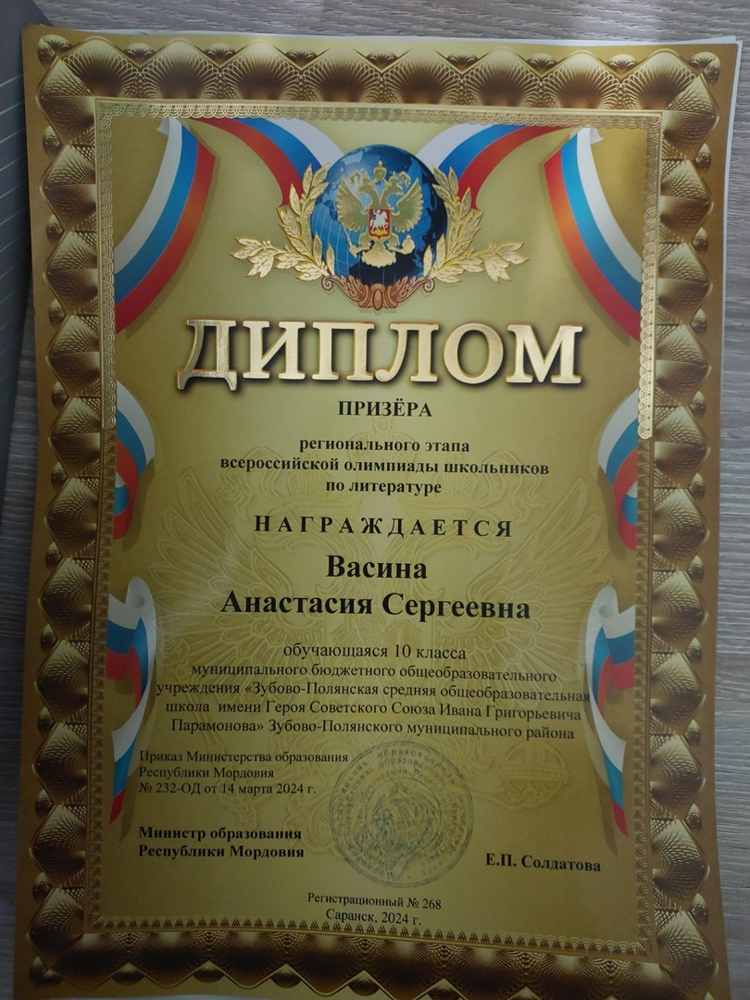 ДИПЛОМ
ПРИЗЁРА
регионального этапа
всероссийской олимпиады школьников
по литературе
НАГРАЖДАЕТСЯ
Васина
Анастасия Сергеевна
обучающаяся 10 класса
муниципального бюджетного общеобразовательного
учреждения «Зубово-Полянская средняя общеобразовательная
школа имени Героя Советского Союза Ивана Григорьевича
Парамонова» Зубово-Полянского муниципального района
Приказ Министерства образования
Республики Мордовия
№ 232-ОД от 14 марта 2024 г.
Министр образования
Республики Мордовия
Е.П. Солдатова
Регистрационный № 268
Саранск, 2024 г.